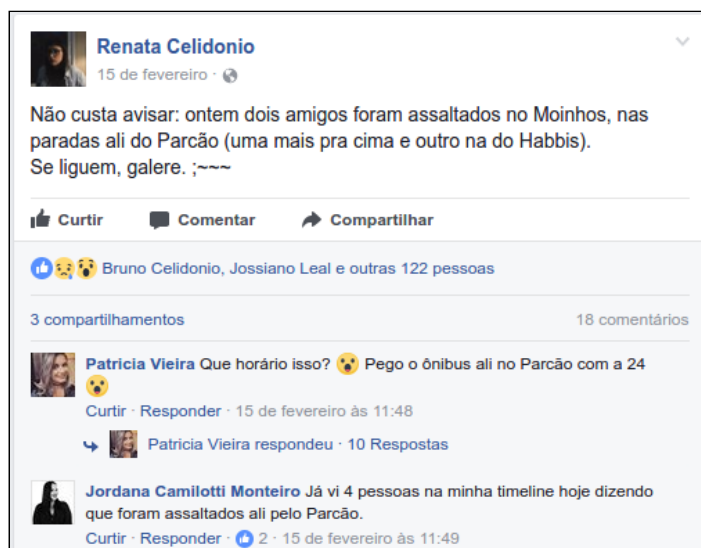 Renata Celidonio
15 de fevereiro ·
Não custa avisar: ontem dois amigos foram assaltados no Moinhos, nas
paradas ali do Parcão (uma mais pra cima e outro na do Habbis).
Se liguem, galere. ;~~~
Curtir Comentar Compartilhar
Bruno Celidonio, Jossiano Leal e outras 122 pessoas
3 compartilhamentos 18 comentários
Patricia Vieira Que horário isso? 😮 Pego o ônibus ali no Parcão com a 24
😮
Curtir · Responder · 15 de fevereiro às 11:48
Patricia Vieira respondeu · 10 Respostas
Jordana Camilotti Monteiro Já vi 4 pessoas na minha timeline hoje dizendo
que foram assaltados ali pelo Parcão.
Curtir · Responder · 2 · 15 de fevereiro às 11:49